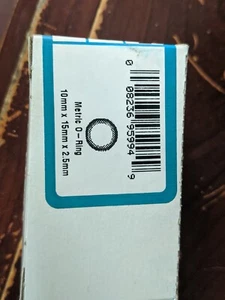 Metric O-Ring
10mm x 15mm x 2.5mm
0 08236 95994 9